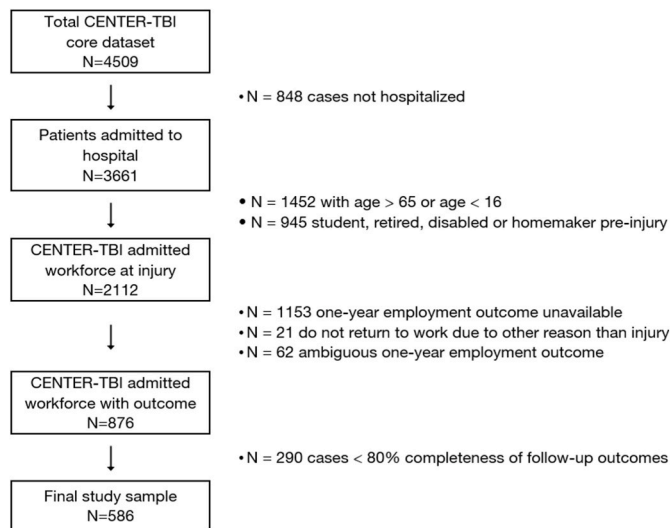 Total CENTER-TBI
core dataset
N=4509
• N = 848 cases not hospitalized
Patients admitted to
hospital
N=3661
• N = 1452 with age > 65 or age < 16
• N = 945 student, retired, disabled or homemaker pre-injury
CENTER-TBI admitted
workforce at injury
N=2112
• N = 1153 one-year employment outcome unavailable
• N = 21 do not return to work due to other reason than injury
• N = 62 ambiguous one-year employment outcome
CENTER-TBI admitted
workforce with outcome
N=876
• N = 290 cases < 80% completeness of follow-up outcomes
Final study sample
N=586